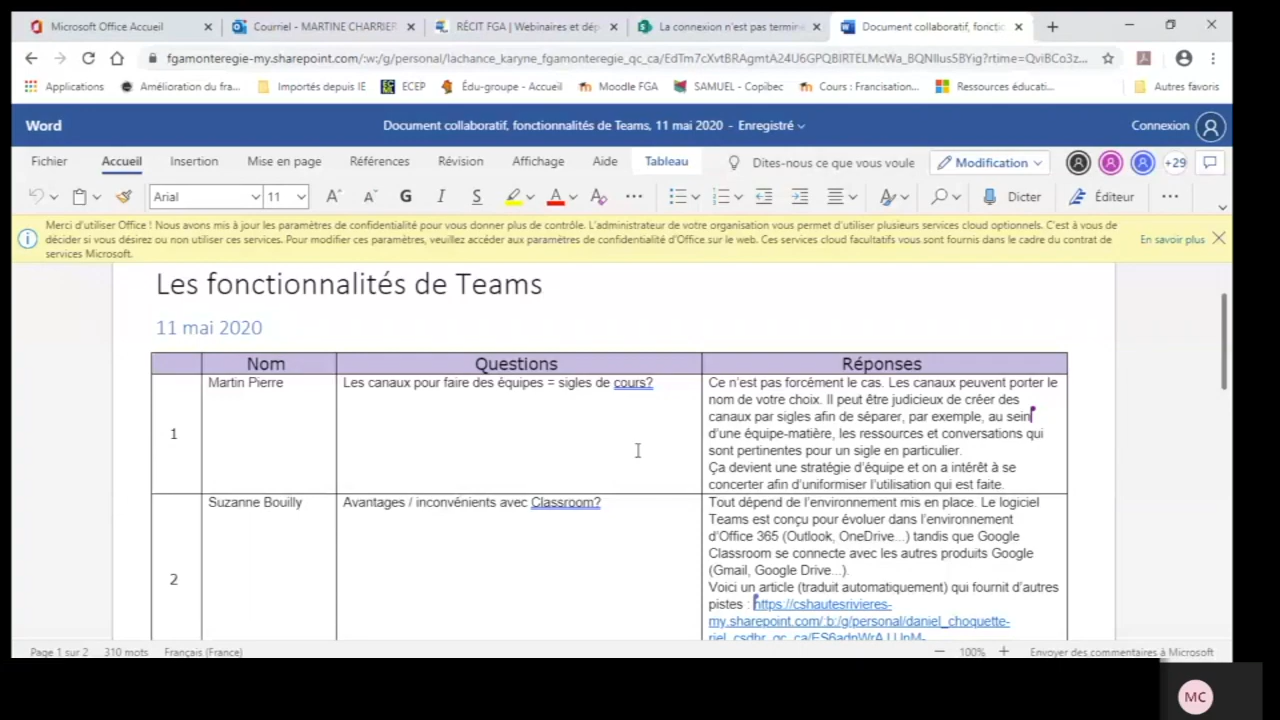 Microsoft Office Accueil
Courriel - MARTINE CHARRIER
RÉCIT FGA | Webinaires et dép
La connexion n'est pas termin
Document collaboratif, fonctic
fgamonteregie-my.sharepoint.com/:w:/g/personal/lachance_karyne_fgamonteregie_qc_ca/
Applications
Amélioration du fra...
Importés depuis IE
ECEP
Édu-groupe - Accueil
Moodle FGA
SAMUEL - Copibec
Cours : Francisation...
Ressources éducati...
Autres favoris
Word
Document collaboratif, fonctionnalités de Teams, 11 mai 2020 - Enregistré
Connexion
Fichier
Accueil
Insertion
Mise en page
Références
Révision
Affichage
Aide
Tableau
Dites-nous ce que vous voule
Modification
+29
Arial
11
G
I
S
Dicter
Éditeur
Merci d'utiliser Office ! Nous avons mis à jour les paramètres de confidentialité pour vous donner plus de contrôle. L'administrateur de votre organisation vous permet d'utiliser plusieurs services cloud optionnels. C'est à vous de
décider si vous désirez ou non utiliser ces services. Pour modifier ces paramètres, veuillez accéder aux paramètres de confidentialité d'Office sur le web. Ces services cloud facultatifs vous sont fournis dans le cadre du contrat de
services Microsoft.
En savoir plus
Les fonctionnalités de Teams
11 mai 2020
Nom
Questions
Réponses
1
Martin Pierre
Les canaux pour faire des équipes = sigles de cours?
Ce n'est pas forcément le cas. Les canaux peuvent porter le
nom de votre choix. Il peut être judicieux de créer des
canaux par sigles afin de séparer, par exemple, au sein
d'une équipe-matière, les ressources et conversations qui
sont pertinentes pour un sigle en particulier.
Ça devient une stratégie d'équipe et on a intérêt à se
concerter afin d'uniformiser l'utilisation qui est faite.
2
Suzanne Bouilly
Avantages / inconvénients avec Classroom?
Tout dépend de l'environnement mis en place. Le logiciel
Teams est conçu pour évoluer dans l'environnement
d'Office 365 (Outlook, OneDrive...) tandis que Google
Classroom se connecte avec les autres produits Google
(Gmail, Google Drive...).
Voici un article (traduit automatiquement) qui fournit d'autres
pistes : https://cshautesrivieres-
my.sharepoint.com/:b:/g/personal/daniel_choquette-
Page 1 sur 2
310 mots
Français (France)
100%
Envoyer des commentaires à Microsoft
MC